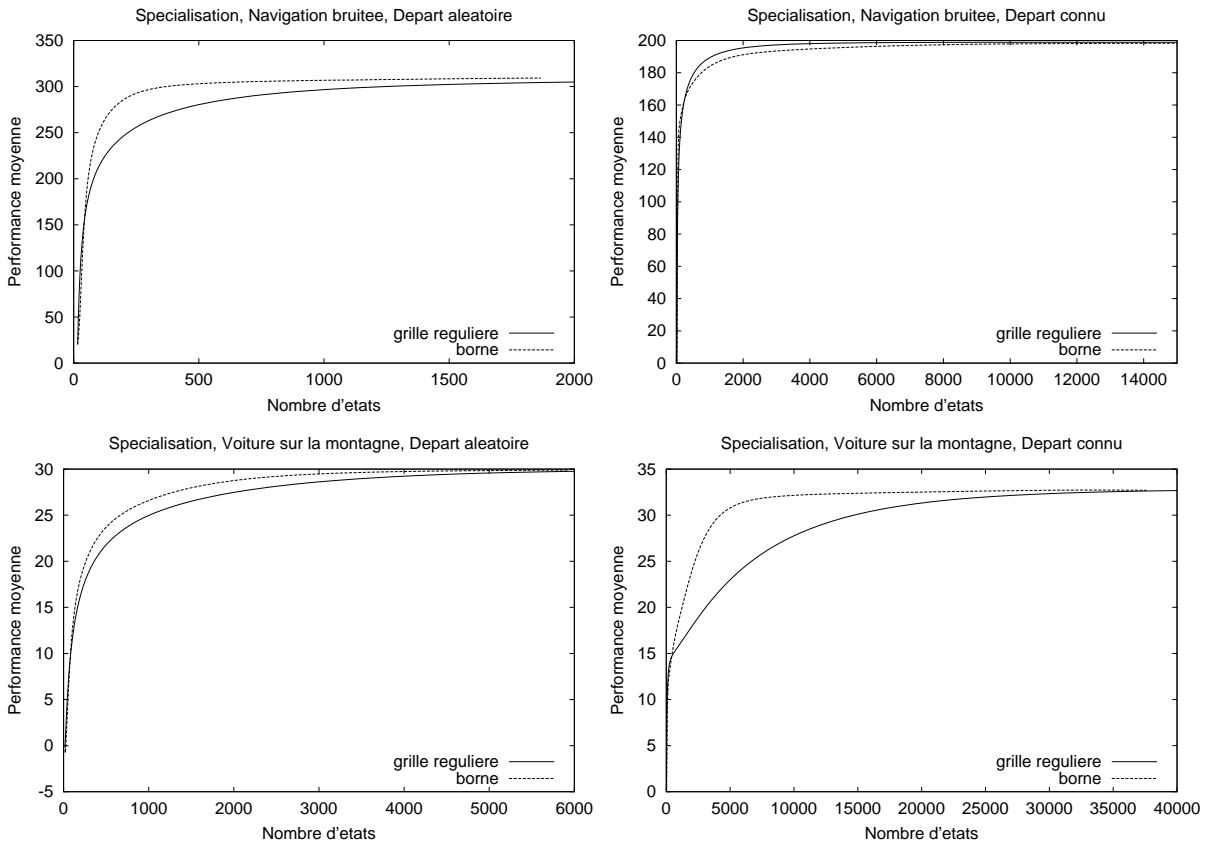 Specialisation, Navigation bruitee, Depart aleatoire
Performance moyenne
350
300
250
200
150
100
50
0
grille reguliere
borne
0 500 1000 1500 2000
Nombre d'etats
Specialisation, Navigation bruitee, Depart connu
Performance moyenne
200
180
160
140
120
100
80
60
40
20
0
grille reguliere
borne
0 2000 4000 6000 8000 10000 12000 14000
Nombre d'etats
Specialisation, Voiture sur la montagne, Depart aleatoire
Performance moyenne
30
25
20
15
10
5
0
-5
grille reguliere
borne
0 1000 2000 3000 4000 5000 6000
Nombre d'etats
Specialisation, Voiture sur la montagne, Depart connu
Performance moyenne
35
30
25
20
15
10
5
0
grille reguliere
borne
0 5000 10000 15000 20000 25000 30000 35000 40000
Nombre d'etats